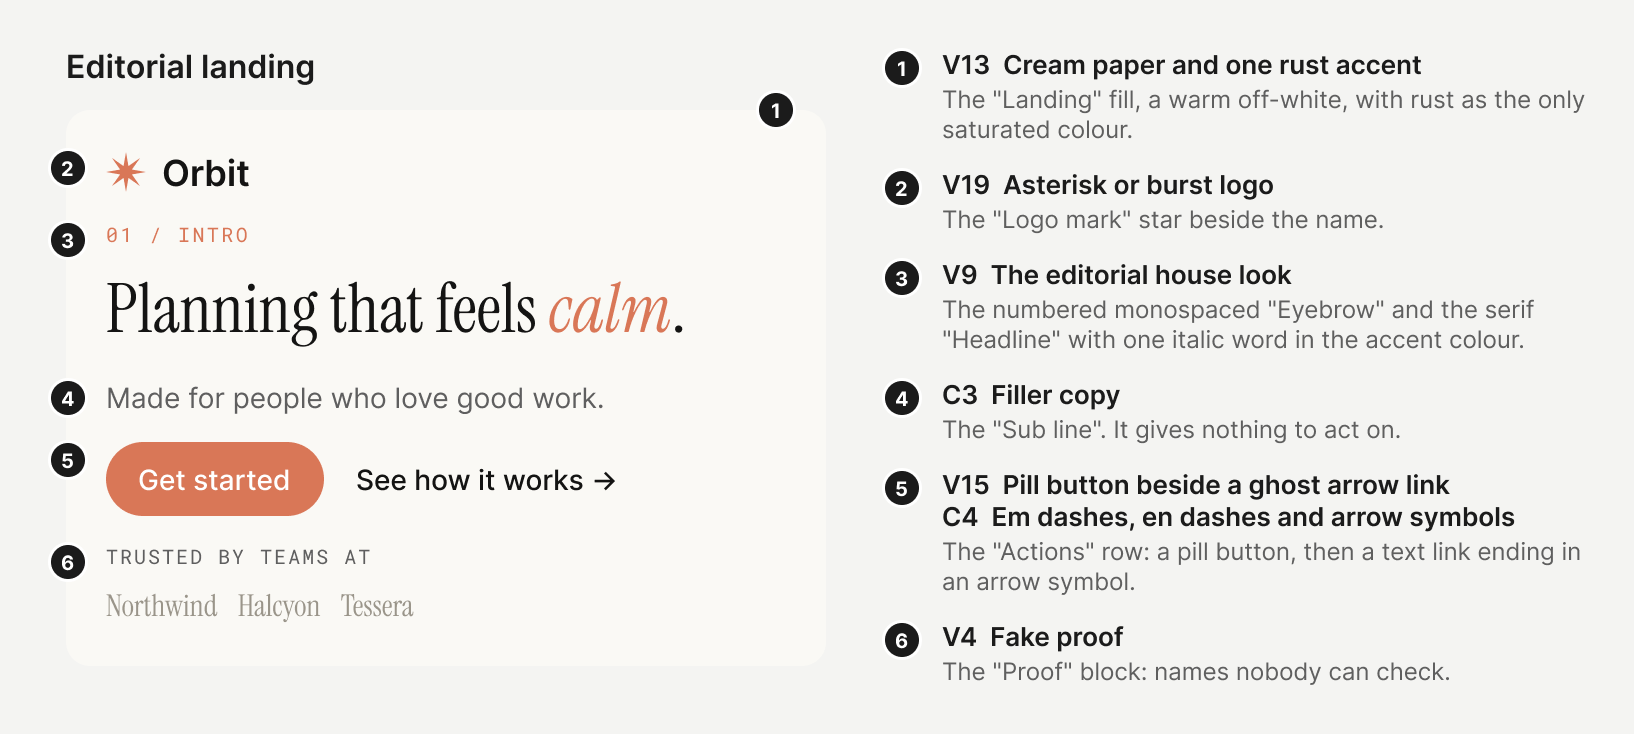 Editorial landing
1
2
Orbit
3
01 / INTRO
Planning that feels calm.
4
Made for people who love good work.
5
Get started
See how it works →
6
TRUSTED BY TEAMS AT
Northwind Halcyon Tessera
1
V13 Cream paper and one rust accent
The "Landing" fill, a warm off-white, with rust as the only
saturated colour.
2
V19 Asterisk or burst logo
The "Logo mark" star beside the name.
3
V9 The editorial house look
The numbered monospaced "Eyebrow" and the serif
"Headline" with one italic word in the accent colour.
4
C3 Filler copy
The "Sub line". It gives nothing to act on.
5
V15 Pill button beside a ghost arrow link
C4 Em dashes, en dashes and arrow symbols
The "Actions" row: a pill button, then a text link ending in
an arrow symbol.
6
V4 Fake proof
The "Proof" block: names nobody can check.